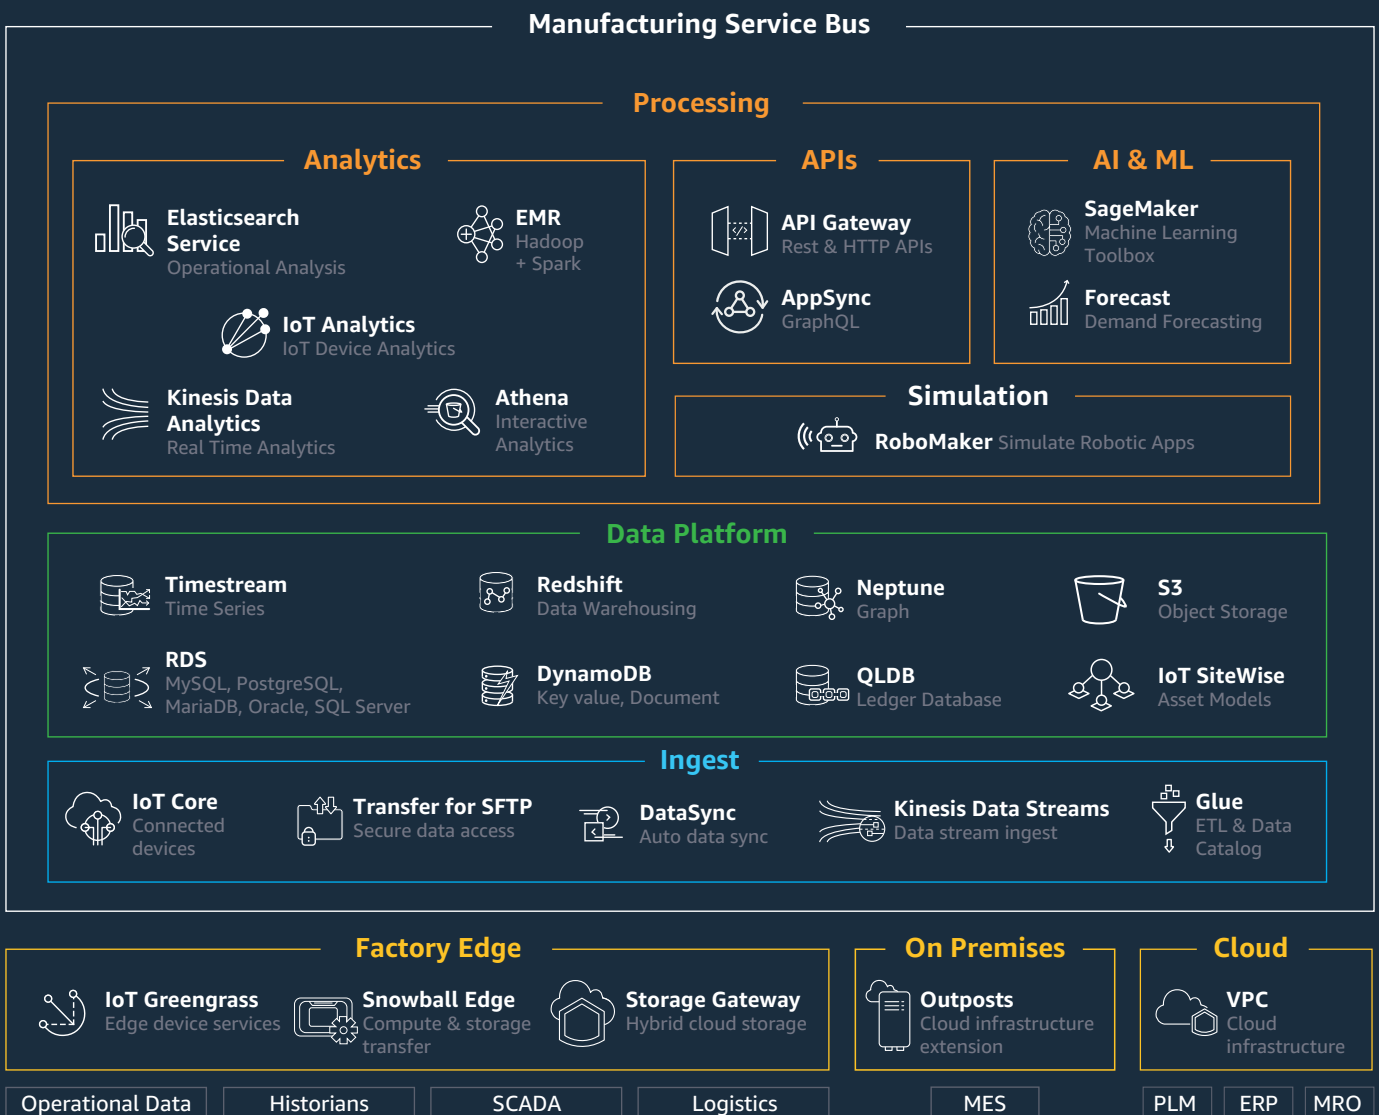 Manufacturing Service Bus
Processing
Analytics
Elasticsearch
Service
Operational Analysis
EMR
Hadoop
+ Spark
IoT Analytics
IoT Device Analytics
Kinesis Data
Analytics
Real Time Analytics
Athena
Interactive
Analytics
APIs
API Gateway
Rest & HTTP APIs
AppSync
GraphQL
AI & ML
SageMaker
Machine Learning
Toolbox
Forecast
Demand Forecasting
Simulation
RoboMaker Simulate Robotic Apps
Data Platform
Timestream
Time Series
Redshift
Data Warehousing
Neptune
Graph
S3
Object Storage
RDS
MySQL, PostgreSQL,
MariaDB, Oracle, SQL Server
DynamoDB
Key value, Document
QLDB
Ledger Database
IoT SiteWise
Asset Models
Ingest
IoT Core
Connected
devices
Transfer for SFTP
Secure data access
DataSync
Auto data sync
Kinesis Data Streams
Data stream ingest
Glue
ETL & Data
Catalog
Factory Edge
IoT Greengrass
Edge device services
Snowball Edge
Compute & storage
transfer
Storage Gateway
Hybrid cloud storage
On Premises
Outposts
Cloud infrastructure
extension
Cloud
VPC
Cloud
infrastructure
Operational Data
Historians
SCADA
Logistics
MES
PLM
ERP
MRO